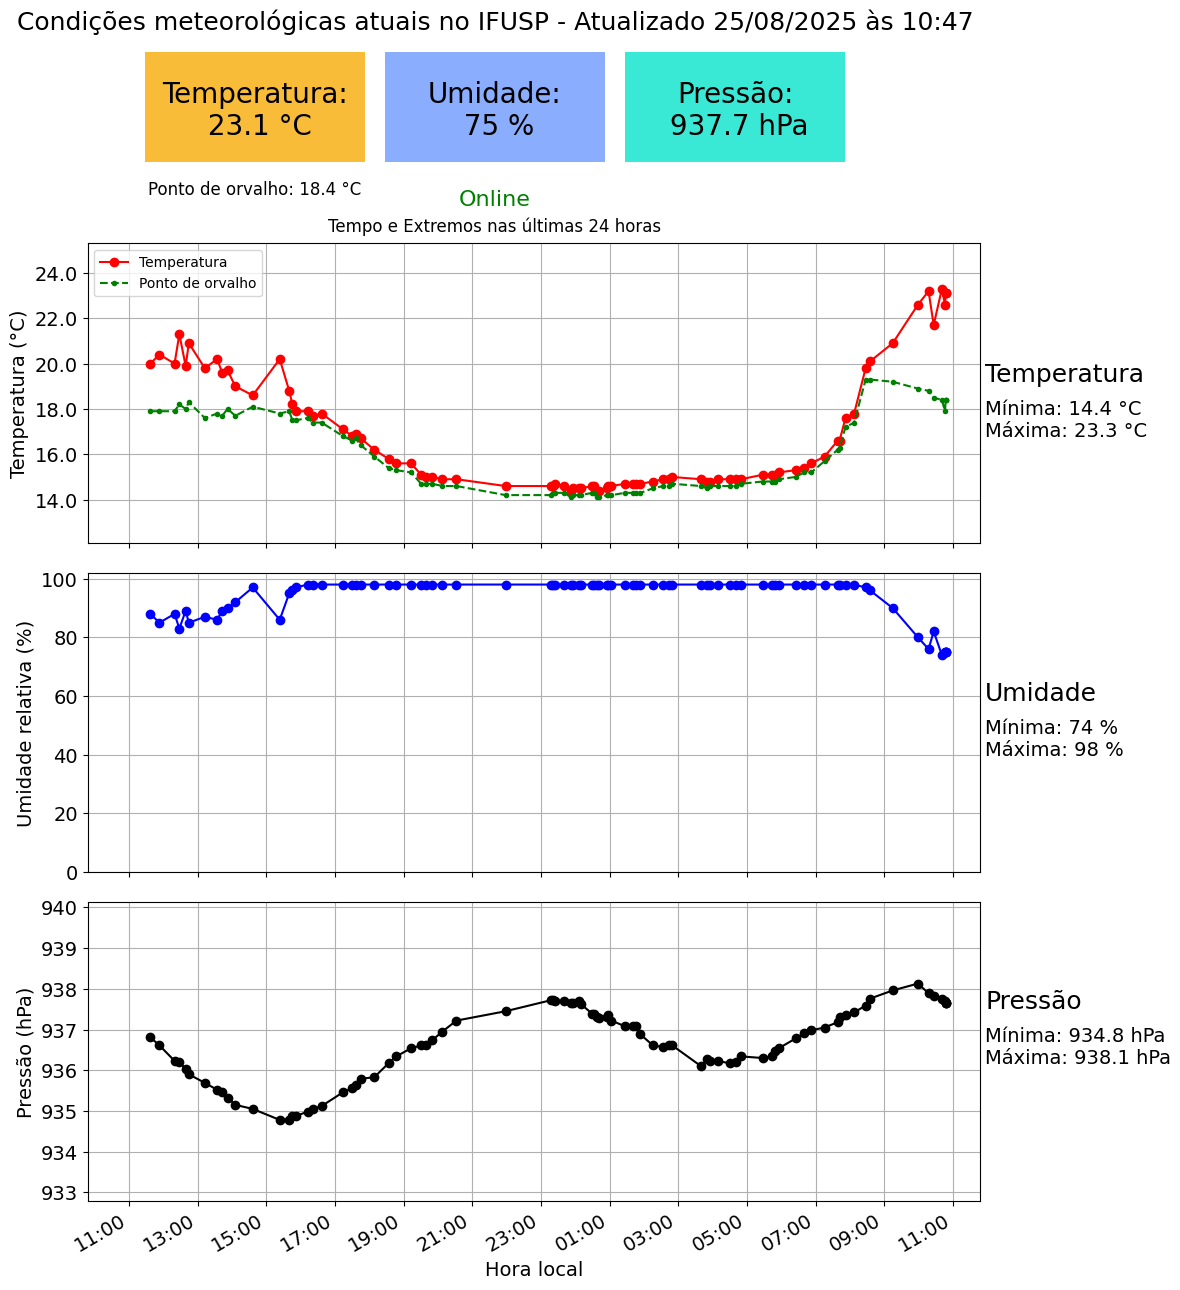 Condições meteorológicas atuais no IFUSP - Atualizado 25/08/2025 às 10:47
Temperatura:
23.1 °C
Umidade:
75 %
Pressão:
937.7 hPa
Ponto de orvalho: 18.4 °C
Online
Tempo e Extremos nas últimas 24 horas
Temperatura (°C)
24.0
22.0
20.0
18.0
16.0
14.0
Temperatura
Ponto de orvalho
Temperatura
Mínima: 14.4 °C
Máxima: 23.3 °C
Umidade relativa (%)
100
80
60
40
20
0
Umidade
Mínima: 74 %
Máxima: 98 %
Pressão (hPa)
940
939
938
937
936
935
934
933
Pressão
Mínima: 934.8 hPa
Máxima: 938.1 hPa
11:00 13:00 15:00 17:00 19:00 21:00 23:00 01:00 03:00 05:00 07:00 09:00 11:00
Hora local